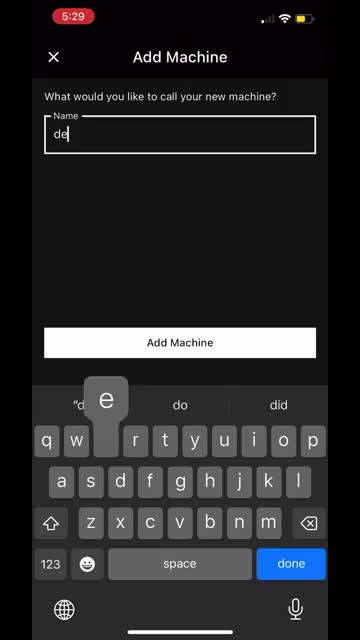 5:29
Add Machine
What would you like to call your new machine?
Name
de
Add Machine
e
do
did
q w r t y u i o p
a s d f g h j k l
z x c v b n m
123
space
done